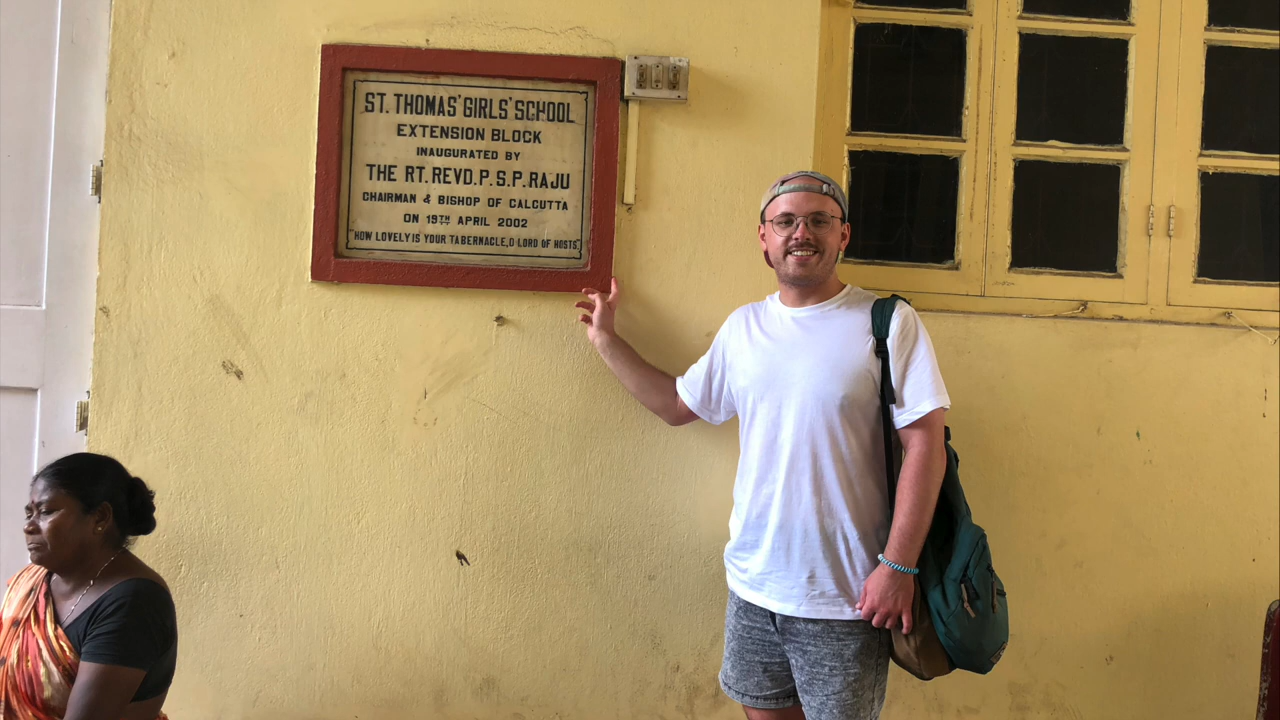 ST. THOMAS' GIRLS' SCHOOL
EXTENSION BLOCK
INAUGURATED BY
THE RT. REVD. P.S.P. RAJU
CHAIRMAN & BISHOP OF CALCUTTA
ON 19TH APRIL 2002
"HOW LOVELY IS YOUR TABERNACLE, O LORD OF HOSTS"